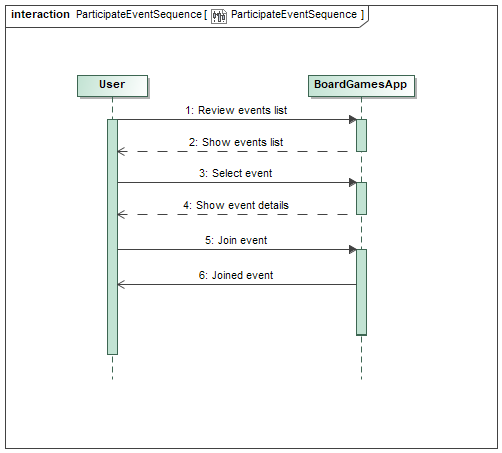 interaction ParticipateEventSequence [ ParticipateEventSequence ]
User
BoardGamesApp
1: Review events list
2: Show events list
3: Select event
4: Show event details
5: Join event
6: Joined event